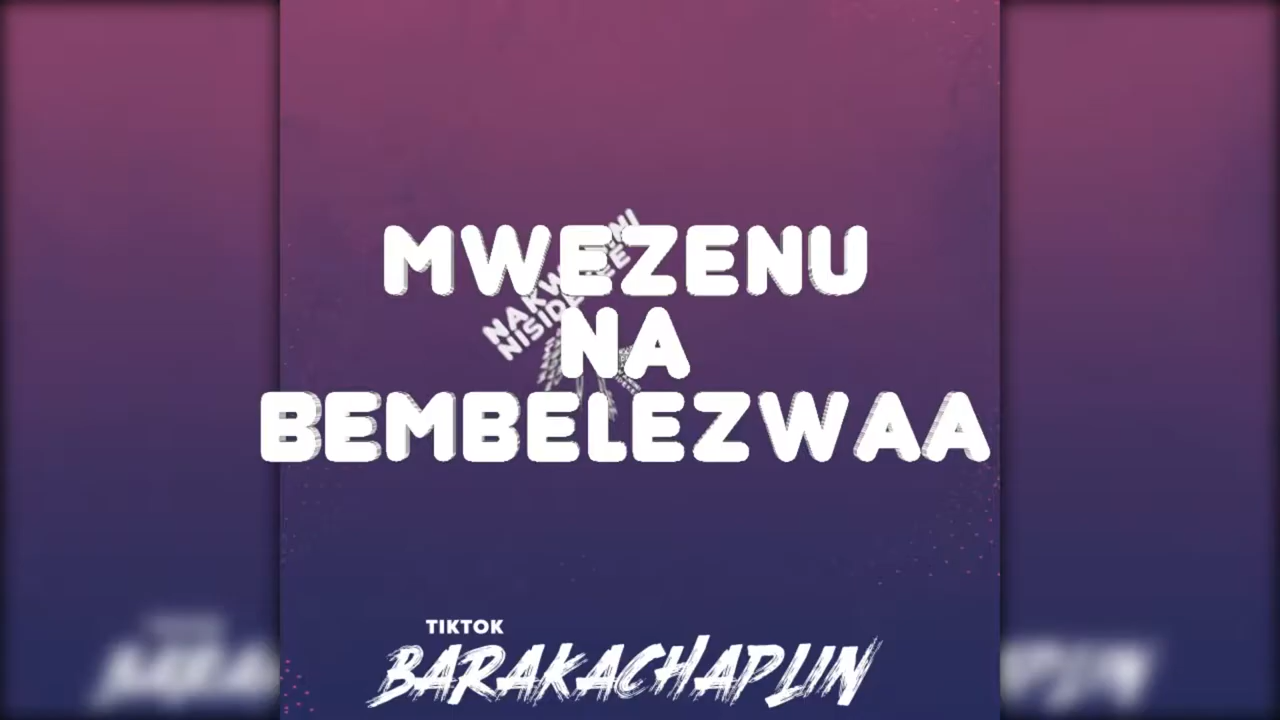 MWEZENU
NA
BEMBELEZWAA
TIKTOK
BARAKACHAPLIN